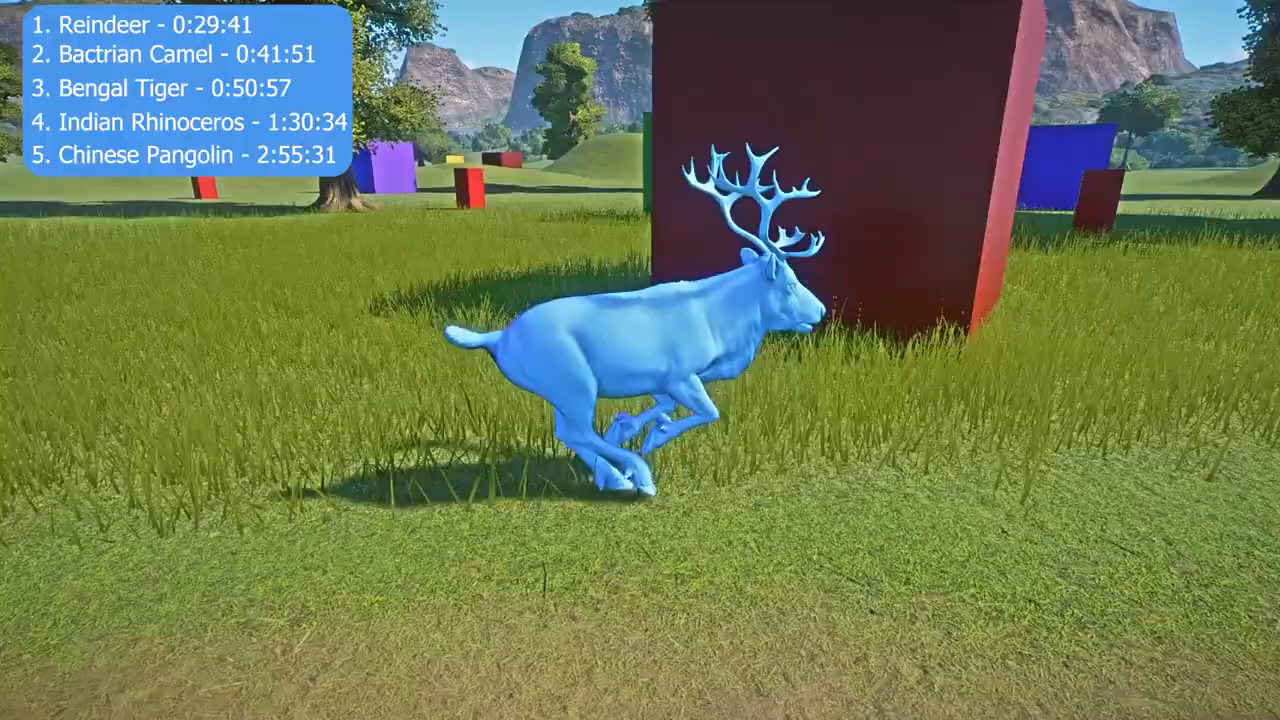 1. Reindeer - 0:29:41
2. Bactrian Camel - 0:41:51
3. Bengal Tiger - 0:50:57
4. Indian Rhinoceros - 1:30:34
5. Chinese Pangolin - 2:55:31